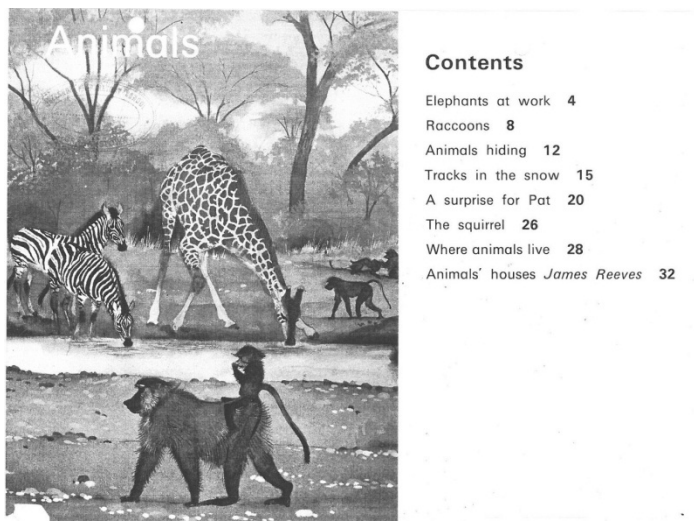 Animals
Contents
Elephants at work 4
Raccoons 8
Animals hiding 12
Tracks in the snow 15
A surprise for Pat 20
The squirrel 26
Where animals live 28
Animals' houses James Reeves 32